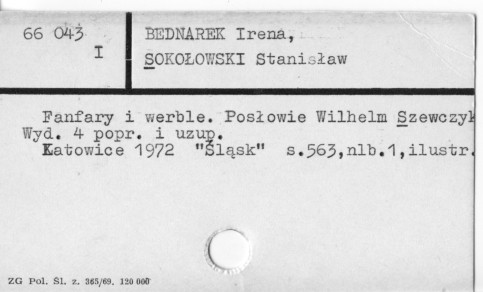 66 043
I
BEDNAREK Irena,
SOKOŁOWSKI Stanisław
Fanfary i werble. Posłowie Wilhelm Szewczyk
Wyd. 4 popr. i uzup.
Katowice 1972 "Śląsk" s.563,nlb.1,ilustr.
ZG Pol. Śl. z. 365/69. 120 000